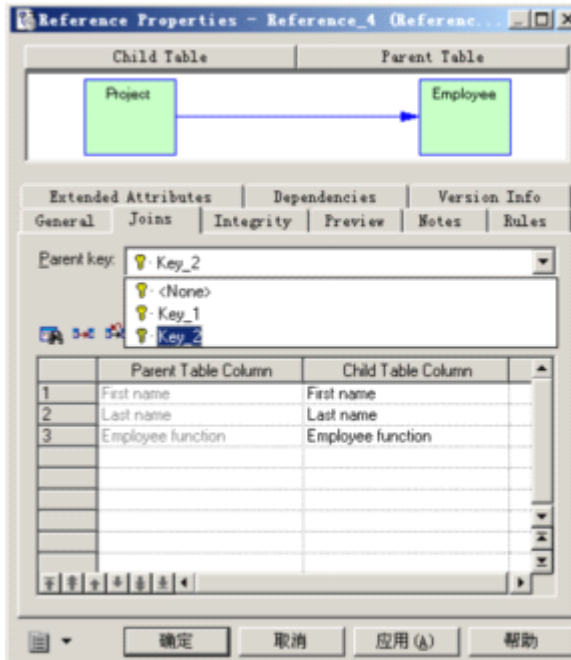 Reference Properties - Reference_4 (Referenc...
Child Table Parent Table
Project Employee
Extended Attributes Dependencies Version Info
General Joins Integrity Preview Notes Rules
Parent key: Key_2
<None>
Key_1
Key_2
Parent Table Column Child Table Column
1 First name First name
2 Last name Last name
3 Employee function Employee function
确定 取消 应用(A) 帮助